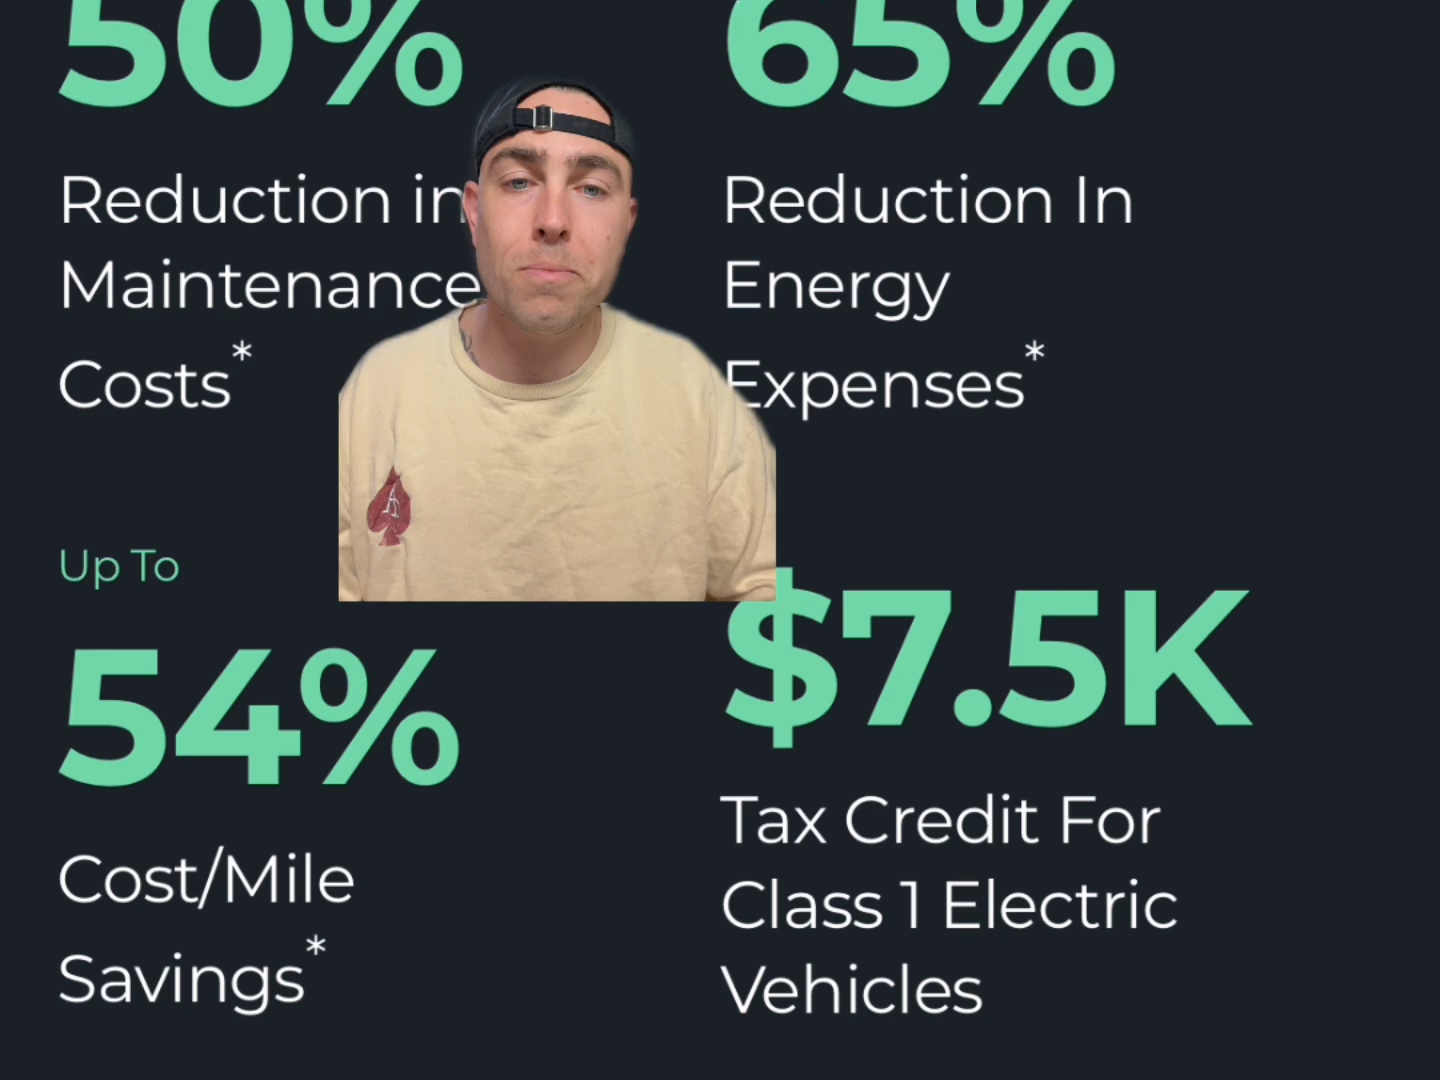 50%
Reduction in
Maintenance
Costs*
65%
Reduction In
Energy
Expenses*
Up To
54%
Cost/Mile
Savings*
$7.5K
Tax Credit For
Class 1 Electric
Vehicles